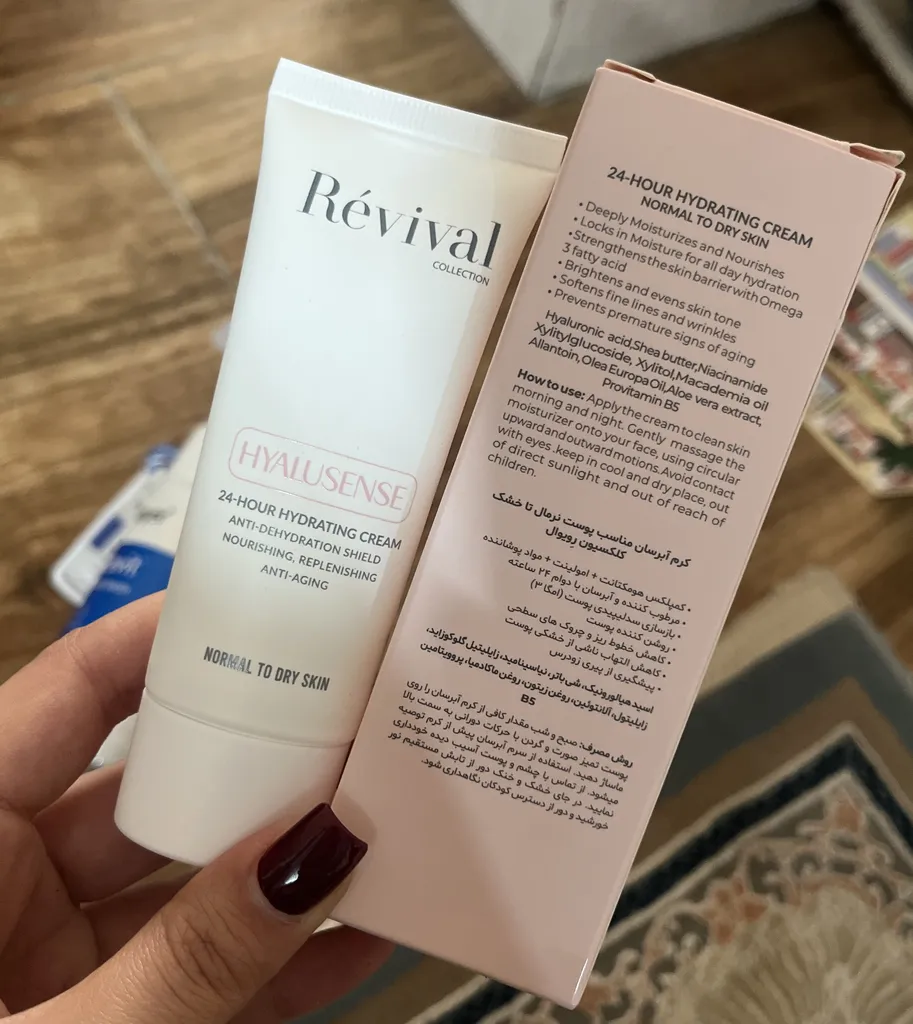 Révival
COLLECTION
HYALUSENSE
24-HOUR HYDRATING CREAM
ANTI-DEHYDRATION SHIELD
NOURISHING, REPLENISHING
ANTI-AGING
NORMAL TO DRY SKIN
24-HOUR HYDRATING CREAM
NORMAL TO DRY SKIN
• Deeply Moisturizes and Nourishes
• Locks in Moisture for all day hydration
• Strengthens the skin barrier with Omega
3 fatty acid
• Brightens and evens skin tone
• Softens fine lines and wrinkles
• Prevents premature signs of aging
Hyaluronic acid,Shea butter,Niacinamide
Xylitylglucoside, Xylitol,Macademia oil
Allantoin,Olea EuropaOil,Aloe vera extract,
Provitamin B5
How to use: Apply the cream to clean skin
morning and night. Gently massage the
moisturizer onto your face, using circular
upward and outward motions. Avoid contact
with eyes .keep in cool and dry place, out
of direct sunlight and out of reach of
children.
کرم آبرسان مناسب پوست نرمال تا خشک
کلکسیون رویوال
• کمپلکس هومکتانت + امولینت + مواد پوشاننده
• مرطوب کننده و آبرسان با دوام ۲۴ ساعته
• بازسازی سدلیپیدی پوست (امگا ۳)
• روشن کننده پوست
• کاهش خطوط ریز و چروک های سطحی
• کاهش التهاب ناشی از خشکی پوست
• پیشگیری از پیری زودرس
اسید هیالورونیک، شی باتر، نیاسینامید، زایلیتیل گلوکوزاید،
زایلیتول، آلانتوئین، روغن زیتون، روغن ماکادمیا، پروویتامین
B5
روش مصرف: صبح و شب مقدار کافی از کرم آبرسان را روی
پوست تمیز صورت و گردن با حرکات دورانی به سمت بالا
ماساژ دهید. استفاده از سرم آبرسان پیش از کرم توصیه
میشود. از تماس با چشم و پوست آسیب دیده خودداری
نمایید. در جای خشک و خنک دور از تابش مستقیم نور
خورشید و دور از دسترس کودکان نگاهداری شود.